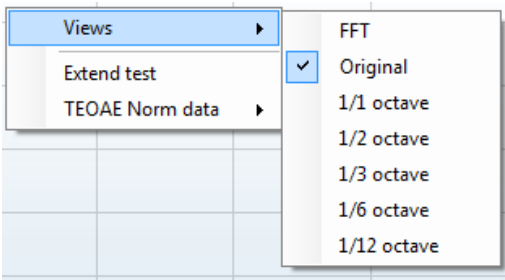 Views
Extend test
TEOAE Norm data
FFT
Original
1/1 octave
1/2 octave
1/3 octave
1/6 octave
1/12 octave